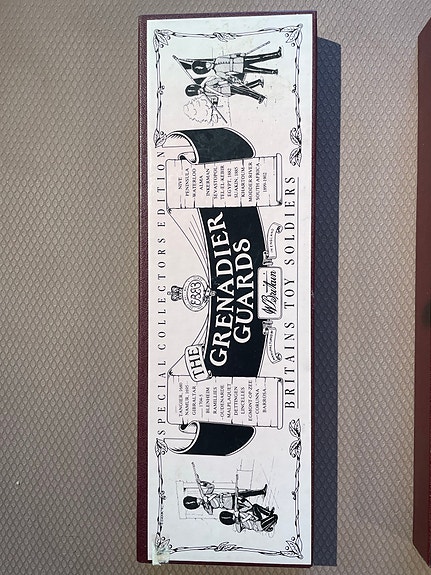 SPECIAL COLLECTORS EDITION
THE
GRENADIER
GUARDS
TANGIER, 1680
NAMUR, 1695
GIBRALTAR
1704-5
BLENHEIM
RAMILLIES
OUDENARDE
MALPLAQUET
DETTINGEN
LINCELLES
EGMONT-OP-ZEE
CORUNNA
BARROSA
NIVE
PENINSULA
WATERLOO
ALMA
INKERMAN
SEVASTOPOL
TEL-EL-KEBIR
EGYPT, 1882
SUAKIN, 1885
KHARTOUM
MODDER RIVER
SOUTH AFRICA
1899-1902
W. Britain
BRITAINS TOY SOLDIERS